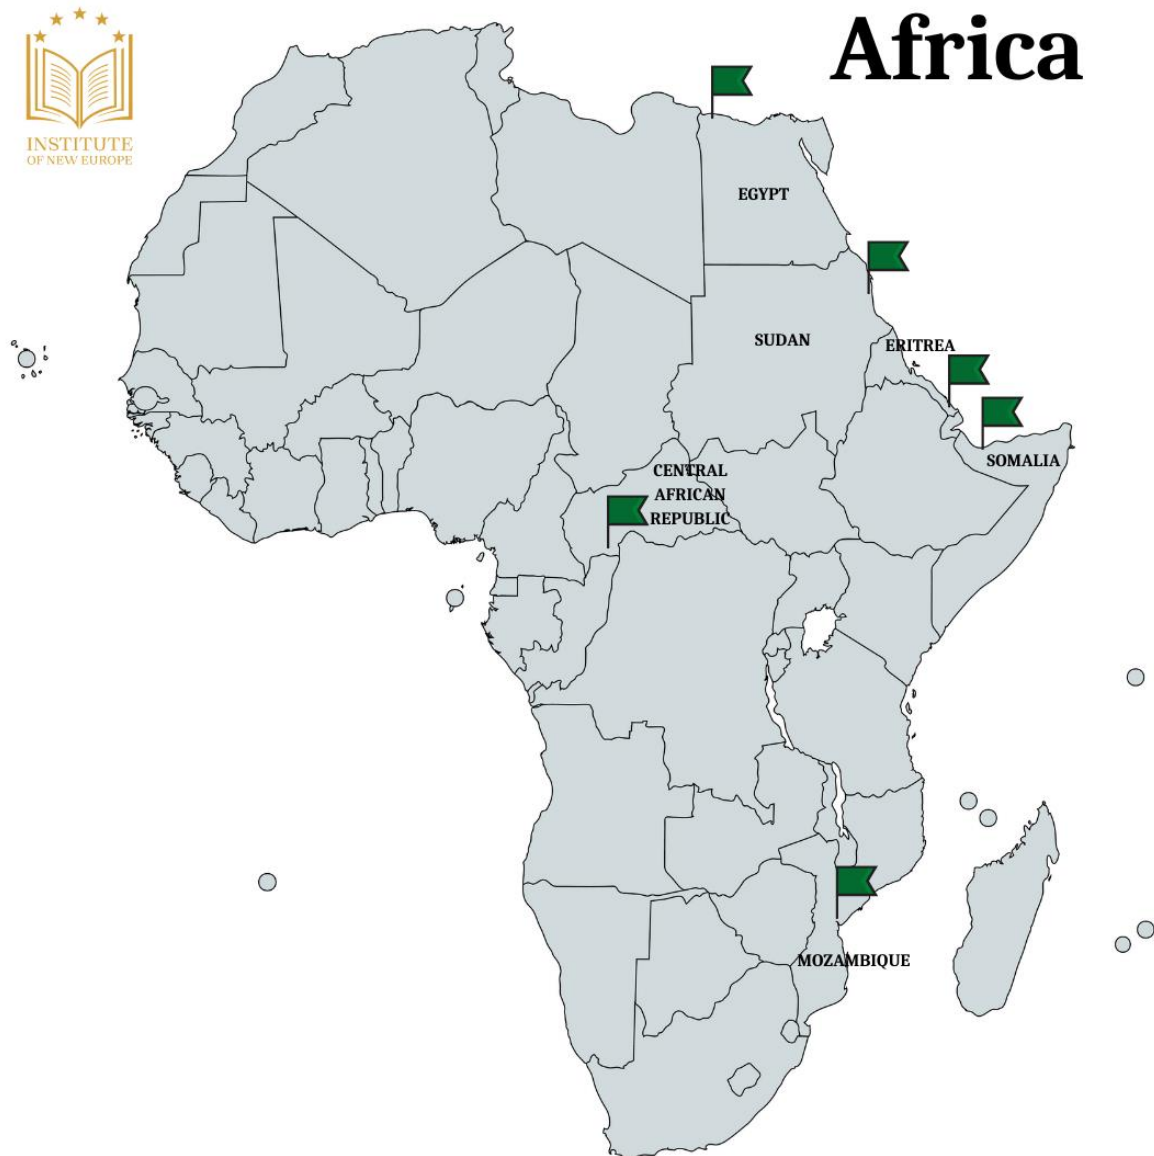 Africa
INSTITUTE
OF NEW EUROPE
EGYPT
SUDAN
ERITREA
SOMALIA
CENTRAL
AFRICAN
REPUBLIC
MOZAMBIQUE